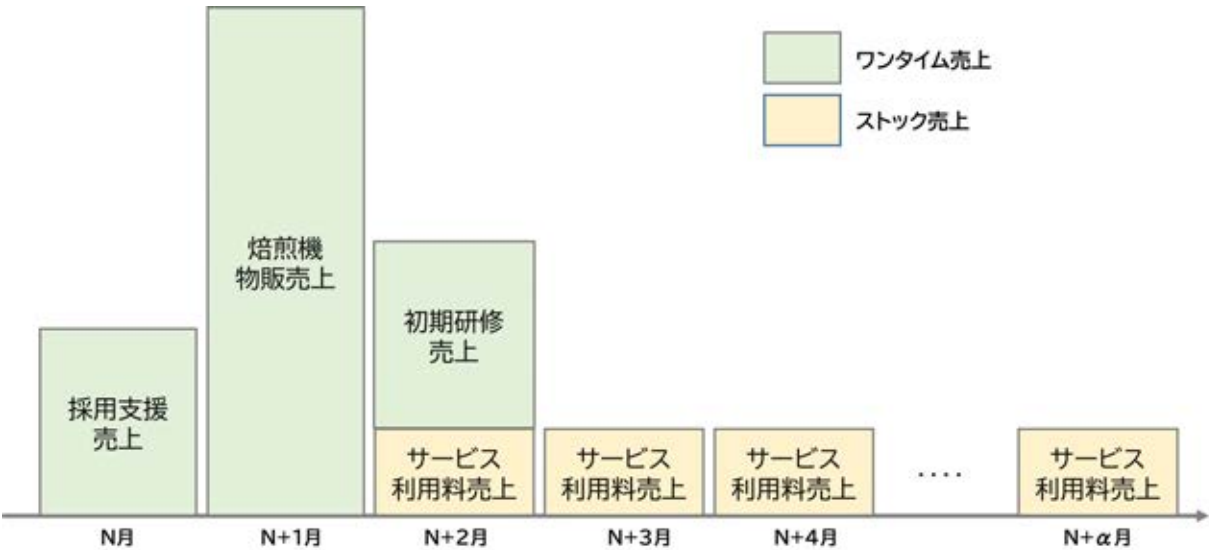 ワンタイム売上
ストック売上
焙煎機
物販売上
初期研修
売上
採用支援
売上
サービス
利用料売上
サービス
利用料売上
サービス
利用料売上
‥‥
サービス
利用料売上
N月
N+1月
N+2月
N+3月
N+4月
N+α月